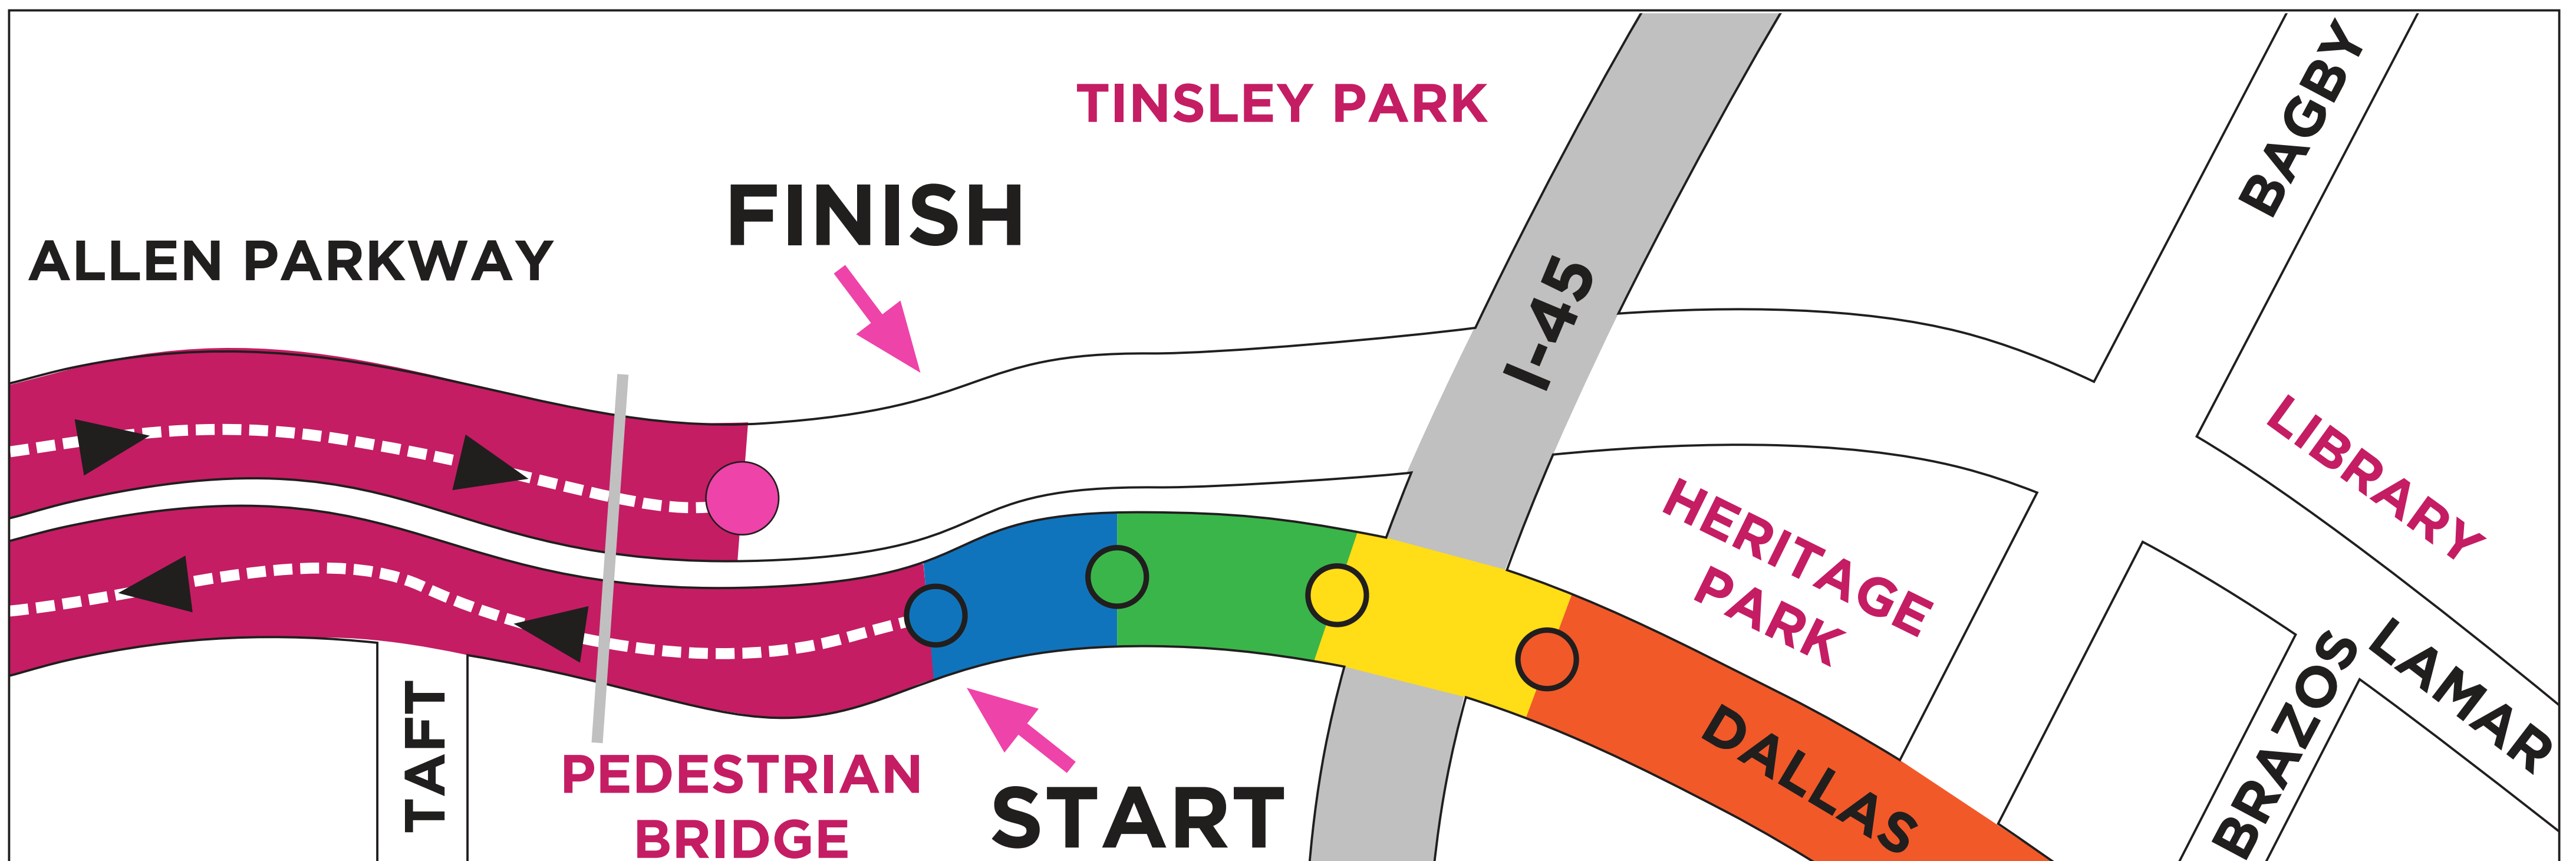 TINSLEY PARK
BAGBY
FINISH
ALLEN PARKWAY
I-45
LIBRARY
HERITAGE
PARK
LAMAR
BRAZOS
DALLAS
TAFT
PEDESTRIAN
BRIDGE
START